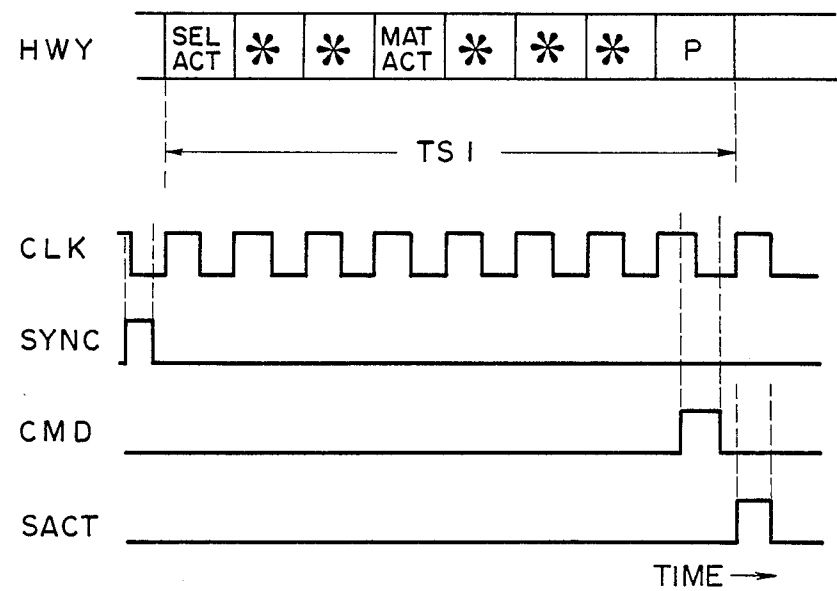 HWY SEL ACT * * MAT ACT * * * P
TS 1
CLK
SYNC
CMD
SACT
TIME